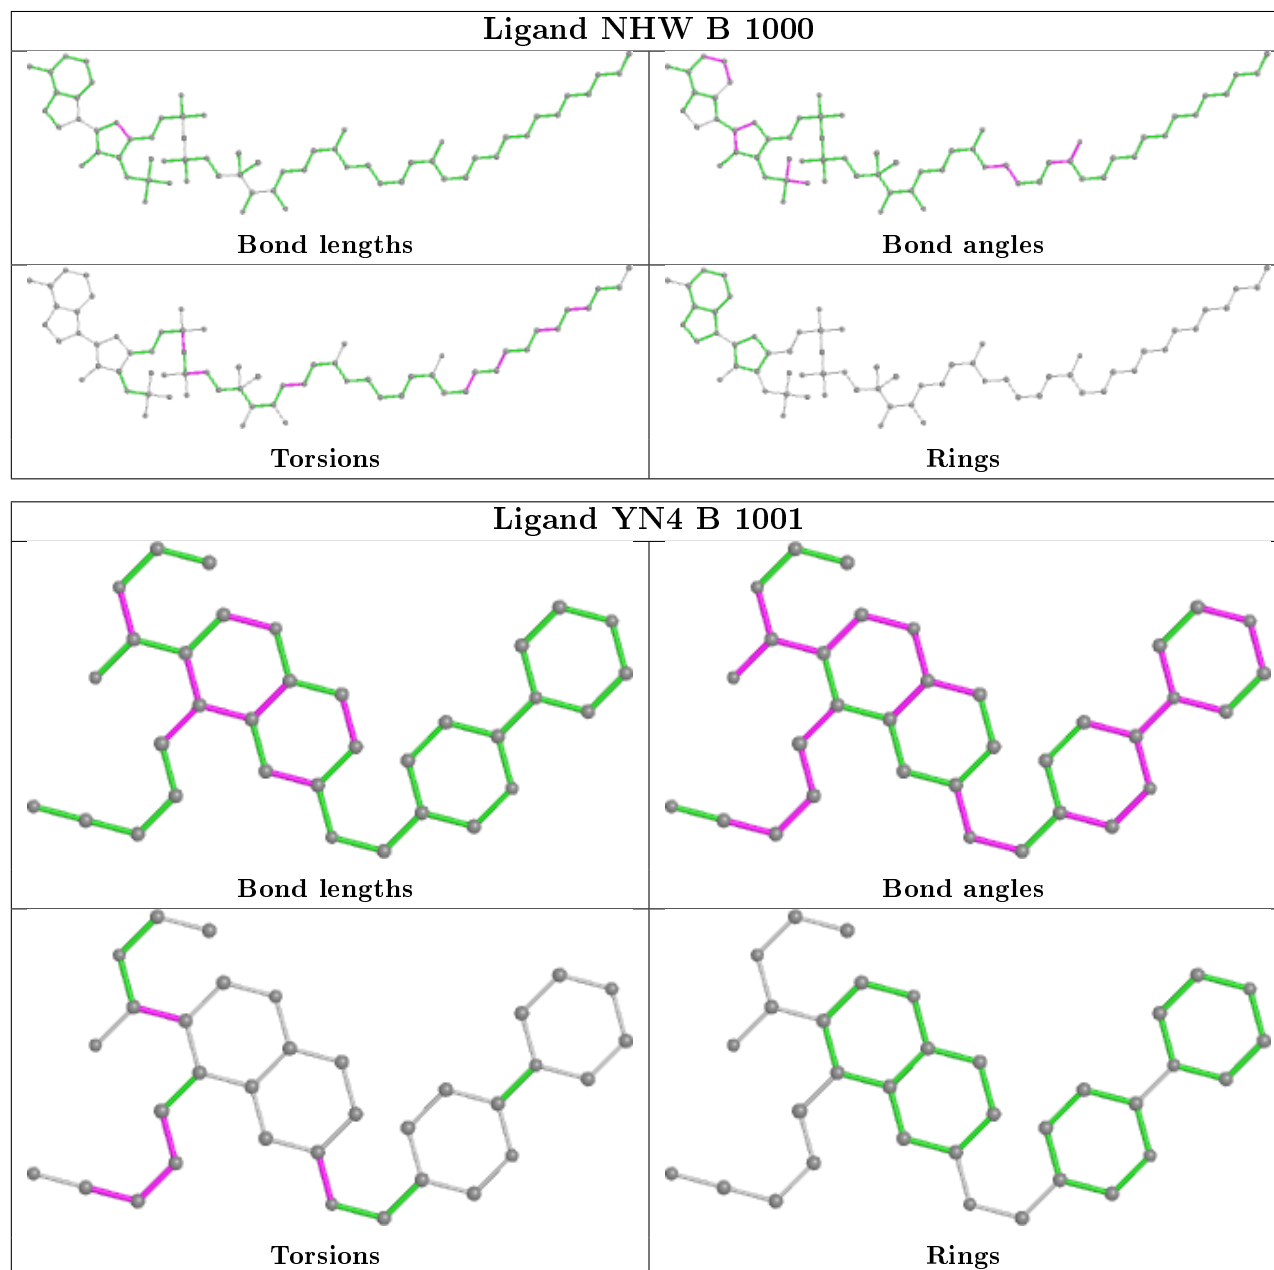 Ligand NHW B 1000
Bond lengths
Bond angles
Torsions
Rings
Ligand YN4 B 1001
Bond lengths
Bond angles
Torsions
Rings